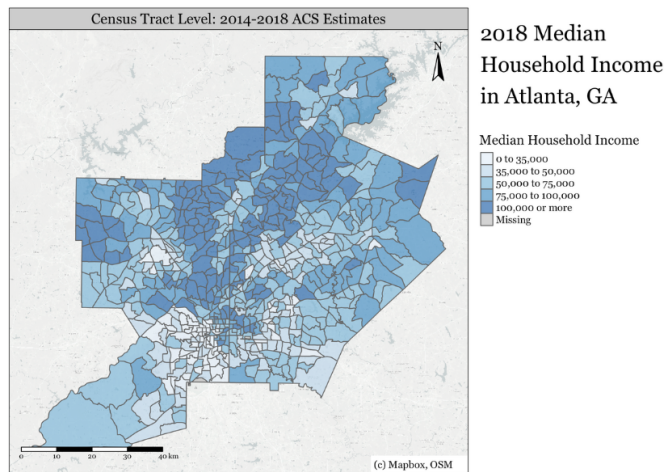 Census Tract Level: 2014-2018 ACS Estimates
N
2018 Median
Household Income
in Atlanta, GA
Median Household Income
0 to 35,000
35,000 to 50,000
50,000 to 75,000
75,000 to 100,000
100,000 or more
Missing
0 10 20 30 40 km
(c) Mapbox, OSM